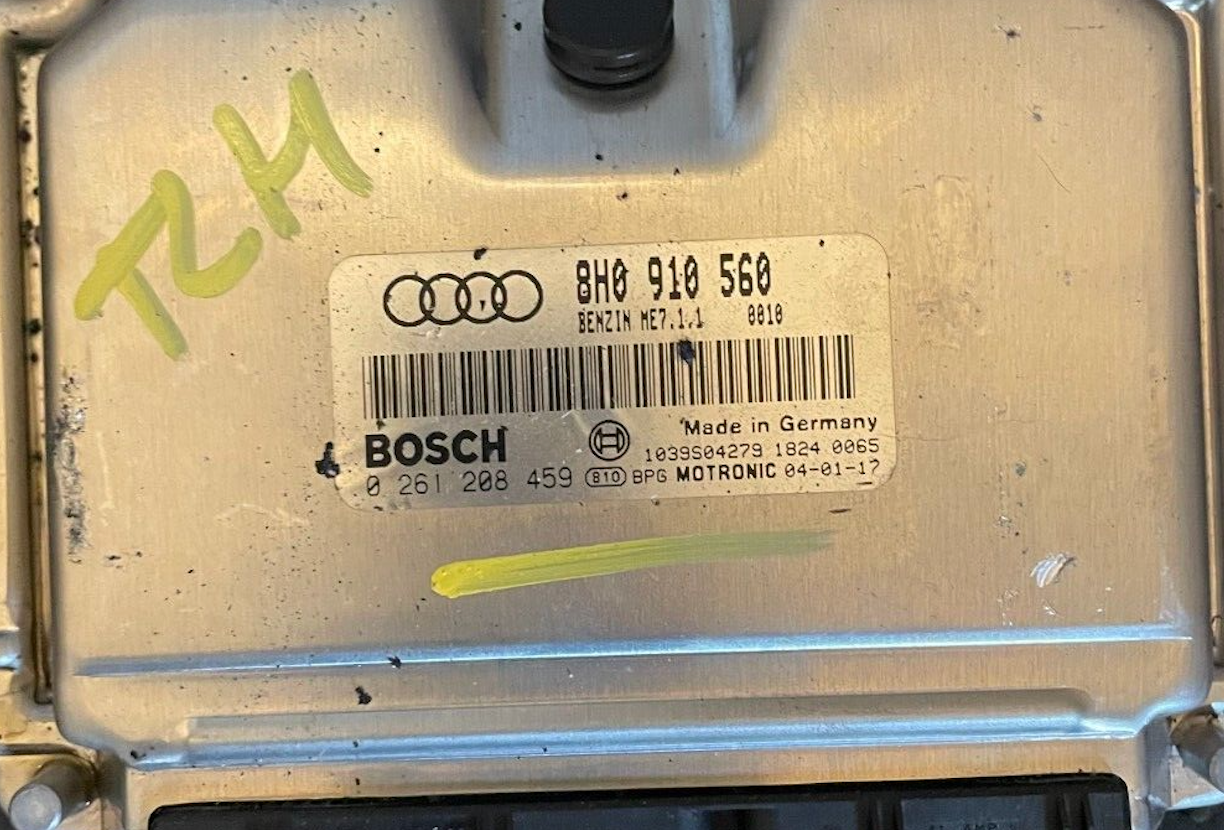 TZH
8H0 910 560
BENZIN ME7.1.1 0010
BOSCH
Made in Germany
1039S04279 1824 0065
0 261 208 459 810 BPG MOTRONIC 04-01-17